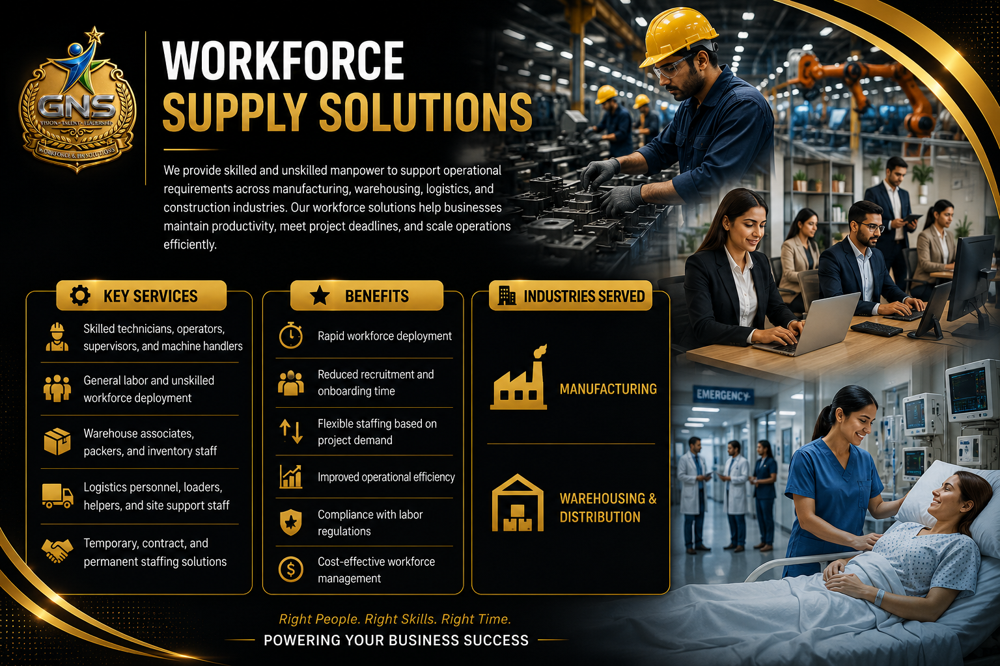 GNS
VISION - TALENT - LEADERSHIP
WORKFORCE & HR SOLUTIONS
WORKFORCE
SUPPLY SOLUTIONS
We provide skilled and unskilled manpower to support operational
requirements across manufacturing, warehousing, logistics, and
construction industries. Our workforce solutions help businesses
maintain productivity, meet project deadlines, and scale operations
efficiently.
KEY SERVICES
Skilled technicians, operators,
supervisors, and machine handlers
General labor and unskilled
workforce deployment
Warehouse associates,
packers, and inventory staff
Logistics personnel, loaders,
helpers, and site support staff
Temporary, contract, and
permanent staffing solutions
BENEFITS
Rapid workforce deployment
Reduced recruitment and
onboarding time
Flexible staffing based on
project demand
Improved operational efficiency
Compliance with labor
regulations
Cost-effective workforce
management
INDUSTRIES SERVED
MANUFACTURING
WAREHOUSING &
DISTRIBUTION
EMERGENCY
Right People. Right Skills. Right Time.
POWERING YOUR BUSINESS SUCCESS